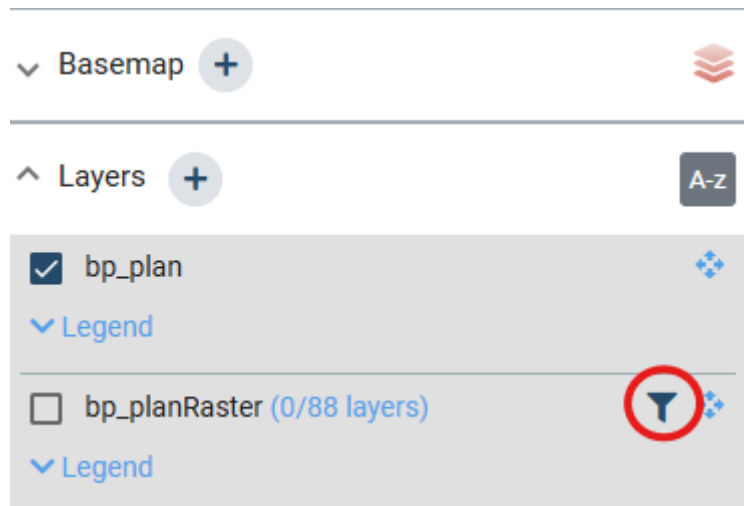 Basemap +
Layers +
A-z
bp_plan
Legend
bp_planRaster (0/88 layers)
Legend